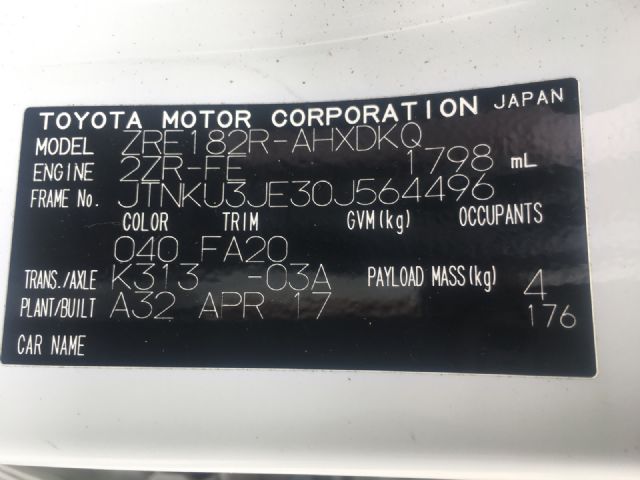 TOYOTA MOTOR CORPORATION JAPAN
MODEL ZRE182R-AHXDKQ
ENGINE 2ZR-FE 1798 mL
FRAME No. JTNKU3JE30J564496
COLOR TRIM GVM(kg) OCCUPANTS
040 FA20
TRANS./AXLE K313 -03A PAYLOAD MASS(kg) 4
PLANT/BUILT A32 APR 17 176
CAR NAME